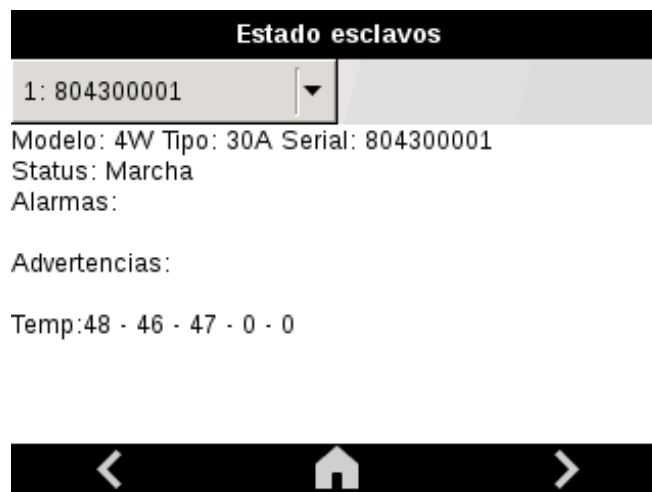 Estado esclavos
1: 804300001
Modelo: 4W Tipo: 30A Serial: 804300001
Status: Marcha
Alarmas:
Advertencias:
Temp:48 - 46 - 47 - 0 - 0